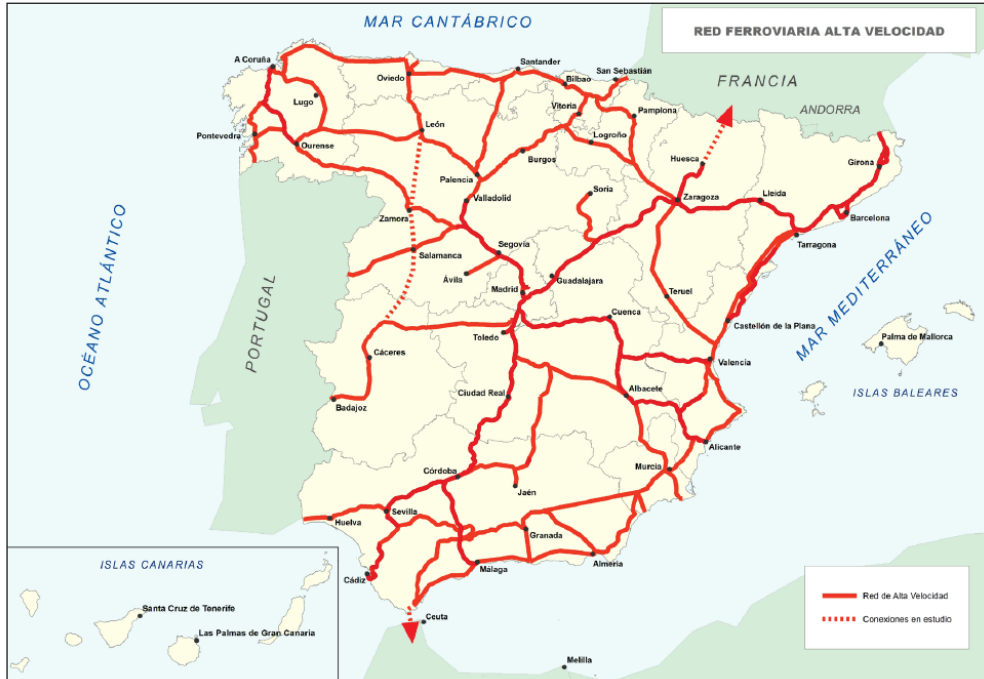 MAR CANTÁBRICO
RED FERROVIARIA ALTA VELOCIDAD
A Coruña
Oviedo
Santander
Bilbao
San Sebastián
FRANCIA
ANDORRA
Lugo
Vitoria
Pamplona
León
Pontevedra
Ourense
Logroño
Burgos
Huesca
Girona
Palencia
Soria
Valladolid
Zaragoza
Lleida
Barcelona
Zamora
Tarragona
Segovia
Salamanca
Ávila
Guadalajara
Madrid
Teruel
OCÉANO ATLÁNTICO
PORTUGAL
MAR MEDITERRÁNEO
Cuenca
Castellón de la Plana
Toledo
Palma de Mallorca
Cáceres
Valencia
ISLAS BALEARES
Ciudad Real
Albacete
Badajoz
Alicante
Córdoba
Murcia
Jaén
Huelva
Sevilla
Granada
Almeria
Málaga
Cádiz
Ceuta
Melilla
ISLAS CANARIAS
Santa Cruz de Tenerife
Las Palmas de Gran Canaria
Red de Alta Velocidad
Conexiones en estudio